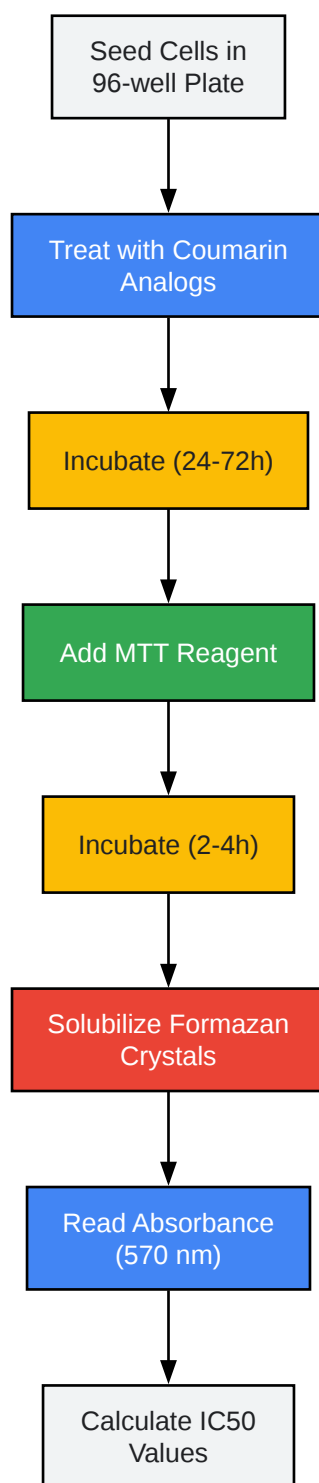 Seed Cells in
96-well Plate
Treat with Coumarin
Analogs
Incubate (24-72h)
Add MTT Reagent
Incubate (2-4h)
Solubilize Formazan
Crystals
Read Absorbance
(570 nm)
Calculate IC50
Values